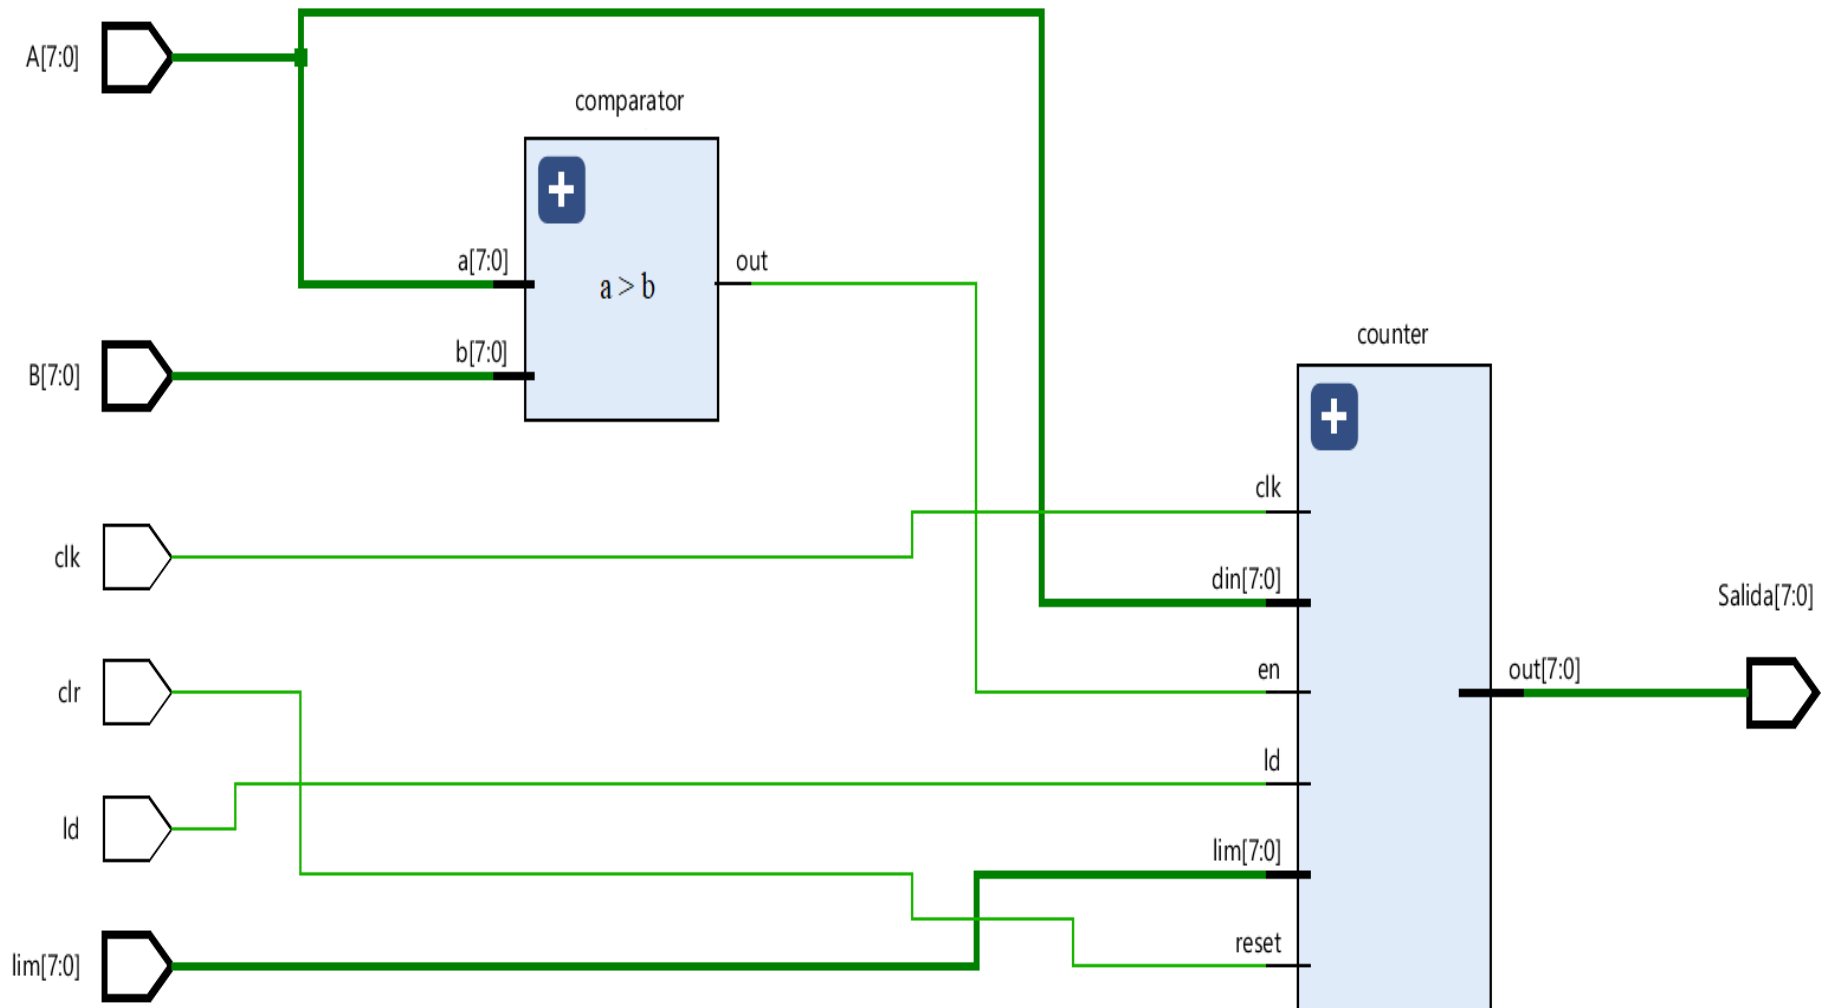 A[7:0]
comparator
a[7:0]
out
a > b
B[7:0]
b[7:0]
counter
clk
clk
din[7:0]
Salida[7:0]
clr
en
out[7:0]
ld
ld
lim[7:0]
lim[7:0]
reset